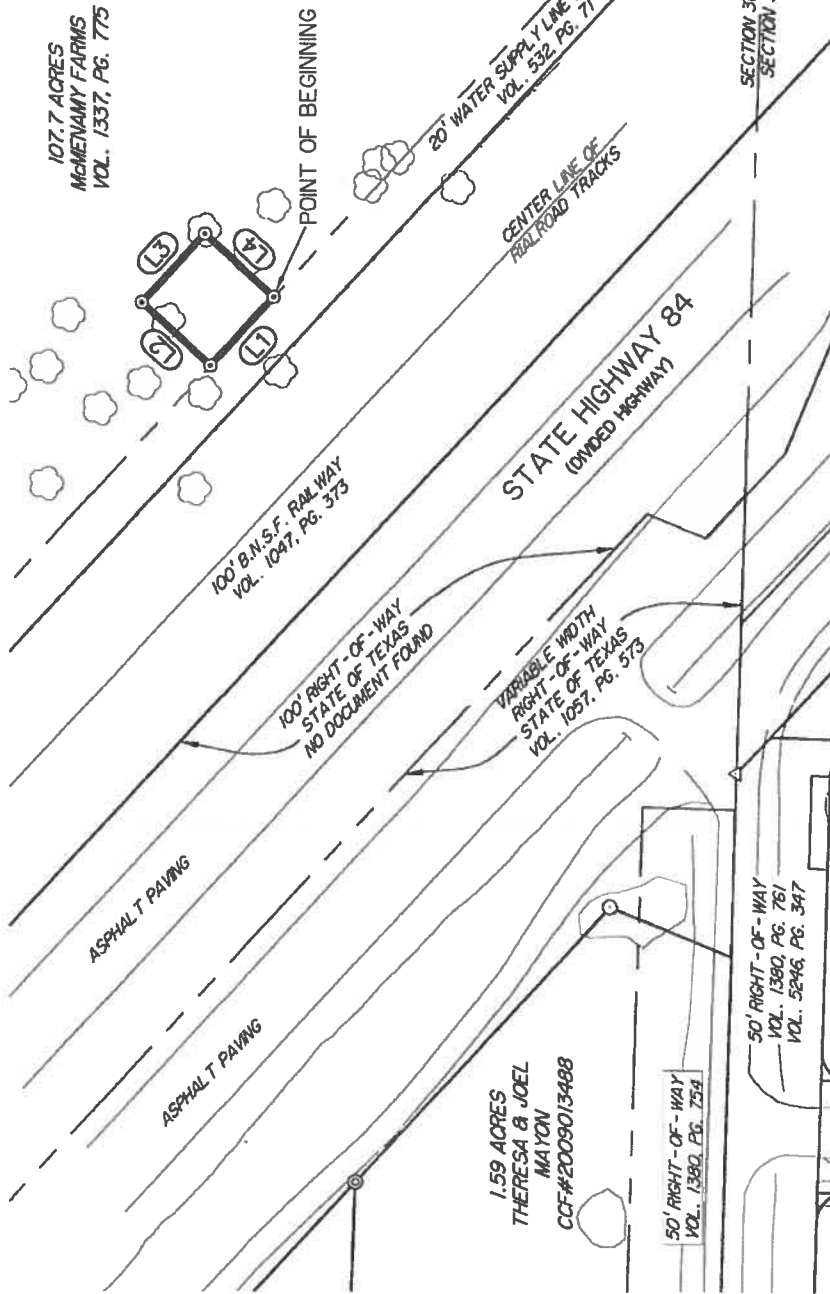 107.7 ACRES
McMENAMY FARMS
VOL. 1337, PG. 775
POINT OF BEGINNING
L3
L4
L2
L1
20' WATER SUPPLY LINE
VOL. 532, PG. 71
CENTER LINE OF
RIALROAD TRACKS
SECTION
SECTION
STATE HIGHWAY 84
(DIVIDED HIGHWAY)
100' B.N.S.F. RAILWAY
VOL. 1047, PG. 373
100' RIGHT-OF-WAY
STATE OF TEXAS
NO DOCUMENT FOUND
VARIABLE WIDTH
RIGHT-OF-WAY
STATE OF TEXAS
VOL. 1057, PG. 573
ASPHALT PAVING
ASPHALT PAVING
1.59 ACRES
THERESA & JOEL
MAYON
CCF#2009013488
50' RIGHT-OF-WAY
VOL. 1380, PG. 754
50' RIGHT-OF-WAY
VOL. 1380, PG. 761
VOL. 5246, PG. 347